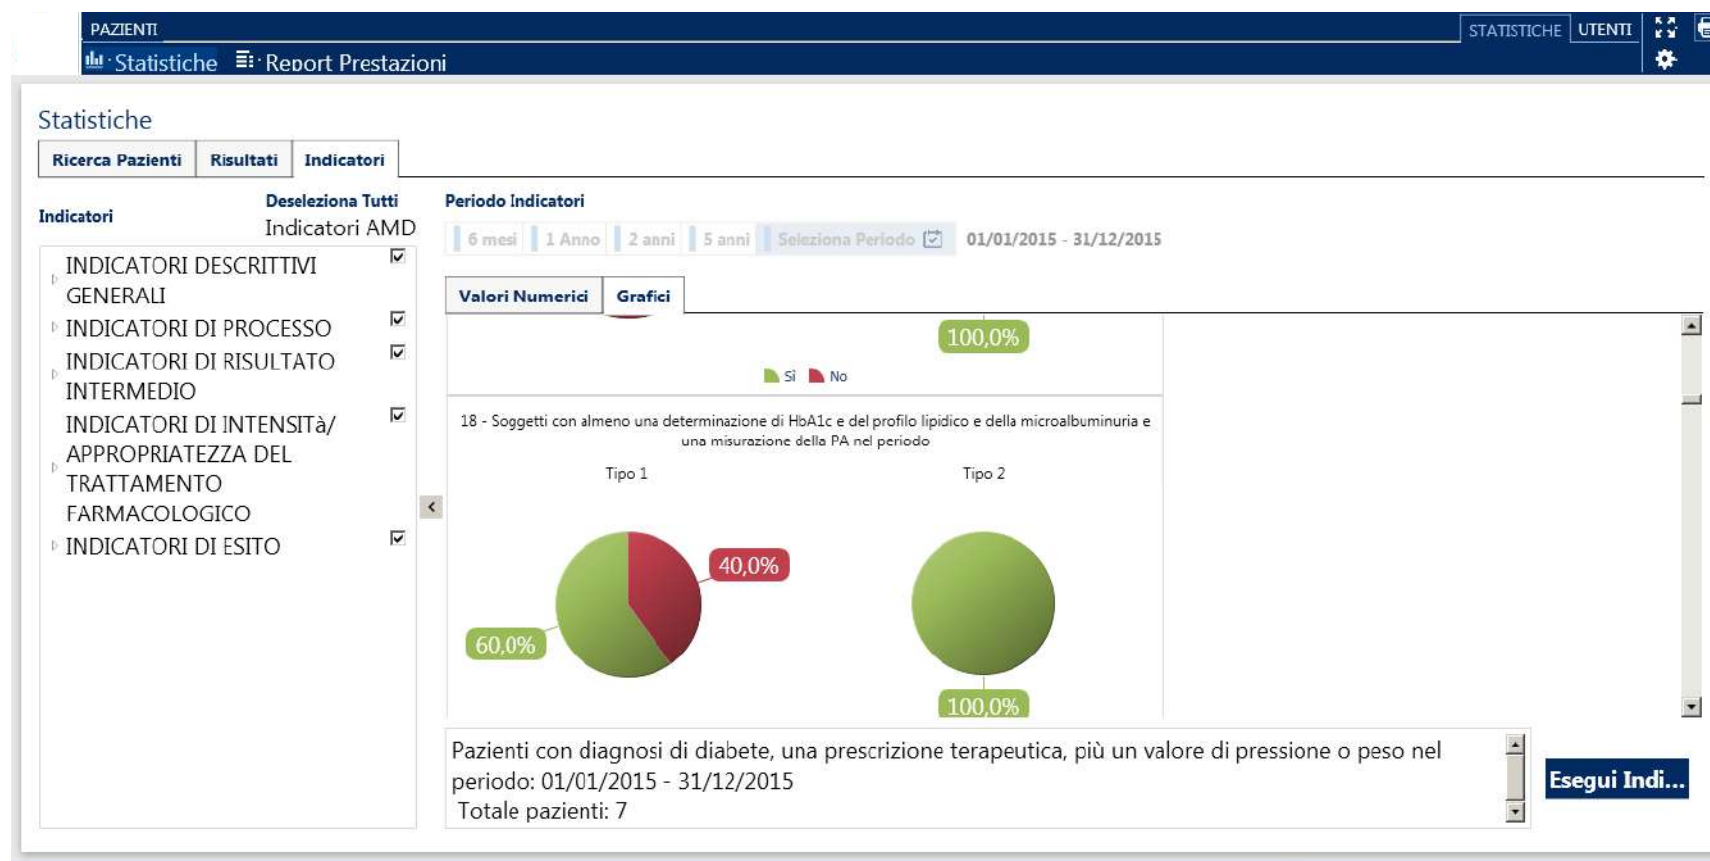 PAZIENTI
STATISTICHE
UTENTI
Statistiche
Report Prestazioni
Statistiche
Ricerca Pazienti
Risultati
Indicatori
Indicatori
Deseleziona Tutti
Indicatori AMD
INDICATORI DESCRITTIVI
GENERALI
INDICATORI DI PROCESSO
INDICATORI DI RISULTATO
INTERMEDIO
INDICATORI DI INTENSITà/
APPROPRIATEZZA DEL
TRATTAMENTO
FARMACOLOGICO
INDICATORI DI ESITO
Periodo Indicatori
6 mesi
1 Anno
2 anni
5 anni
Seleziona Periodo
01/01/2015 - 31/12/2015
Valori Numerici
Grafici
100,0%
Sì
No
18 - Soggetti con almeno una determinazione di HbA1c e del profilo lipidico e della microalbuminuria e
una misurazione della PA nel periodo
Tipo 1
Tipo 2
40,0%
60,0%
100,0%
Pazienti con diagnosi di diabete, una prescrizione terapeutica, più un valore di pressione o peso nel
periodo: 01/01/2015 - 31/12/2015
Totale pazienti: 7
Esegui Indi...